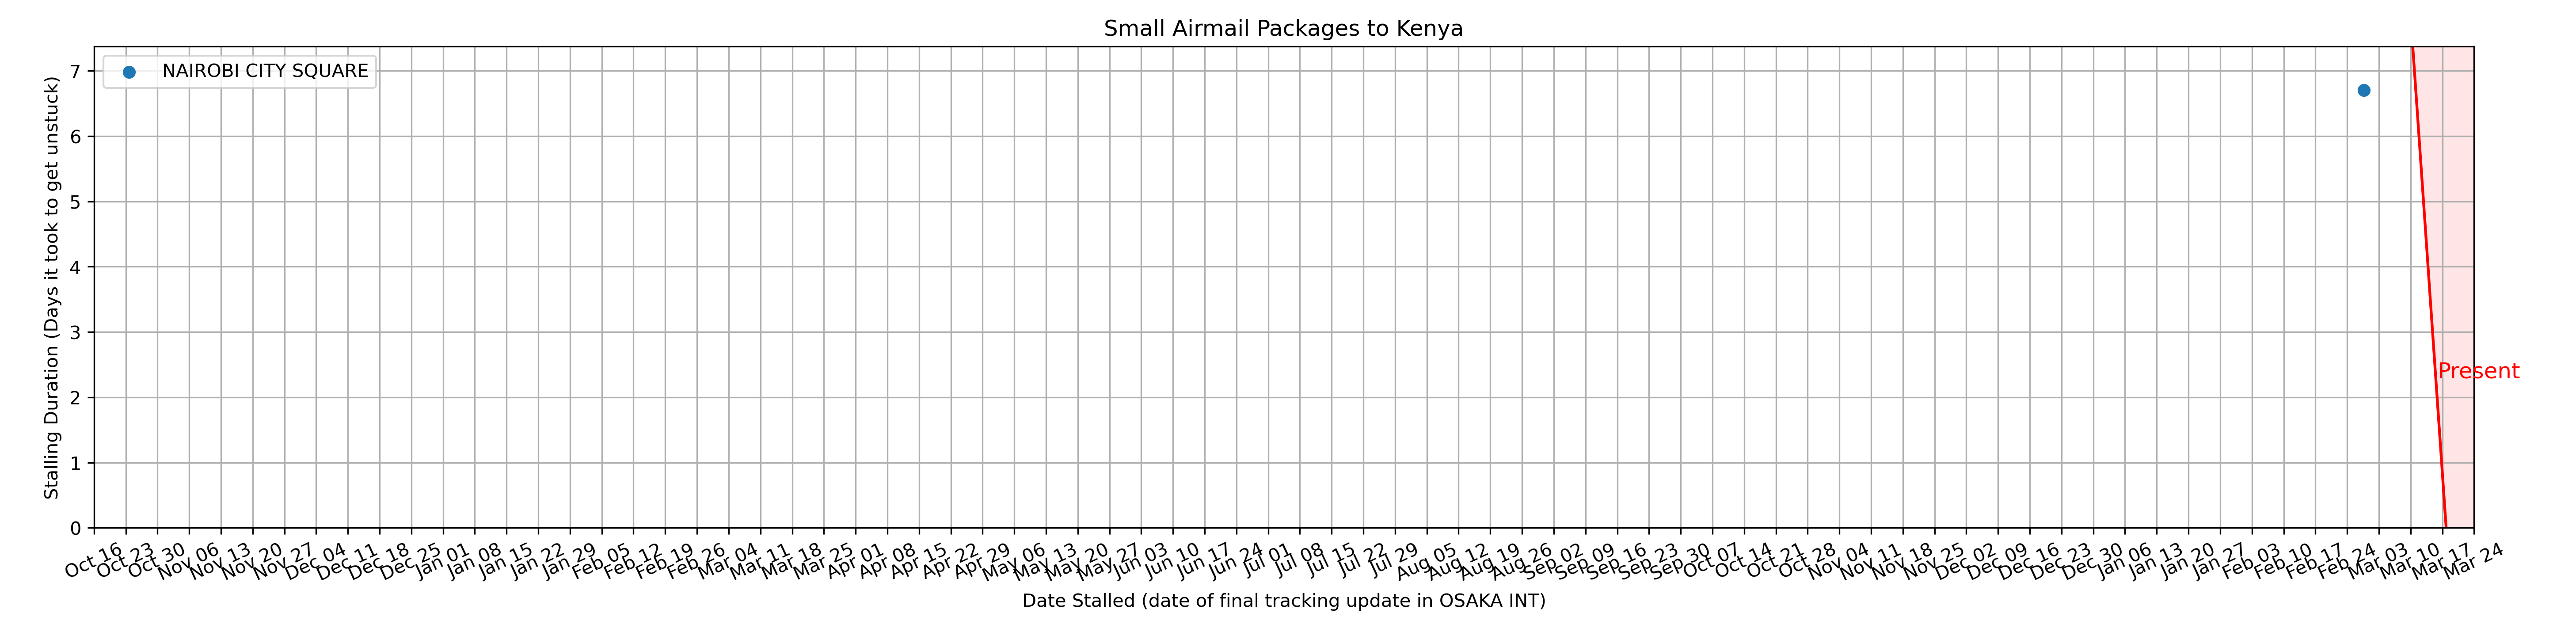 Small Airmail Packages to Kenya
NAIROBI CITY SQUARE
Stalling Duration (Days it took to get unstuck)
7
6
5
4
3
2
1
0
Present
Oct 16
Oct 23
Oct 30
Nov 06
Nov 13
Nov 20
Nov 27
Dec 04
Dec 11
Dec 18
Dec 25
Jan 01
Jan 08
Jan 15
Jan 22
Jan 29
Feb 05
Feb 12
Feb 19
Feb 26
Mar 04
Mar 11
Mar 18
Mar 25
Apr 01
Apr 08
Apr 15
Apr 22
Apr 29
May 06
May 13
May 20
May 27
Jun 03
Jun 10
Jun 17
Jun 24
Jul 01
Jul 08
Jul 15
Jul 22
Jul 29
Aug 05
Aug 12
Aug 19
Aug 26
Sep 02
Sep 09
Sep 16
Sep 23
Sep 30
Oct 07
Oct 14
Oct 21
Oct 28
Nov 04
Nov 11
Nov 18
Nov 25
Dec 02
Dec 09
Dec 16
Dec 23
Dec 30
Jan 06
Jan 13
Jan 20
Jan 27
Feb 03
Feb 10
Feb 17
Feb 24
Mar 03
Mar 10
Mar 17
Mar 24
Date Stalled (date of final tracking update in OSAKA INT)